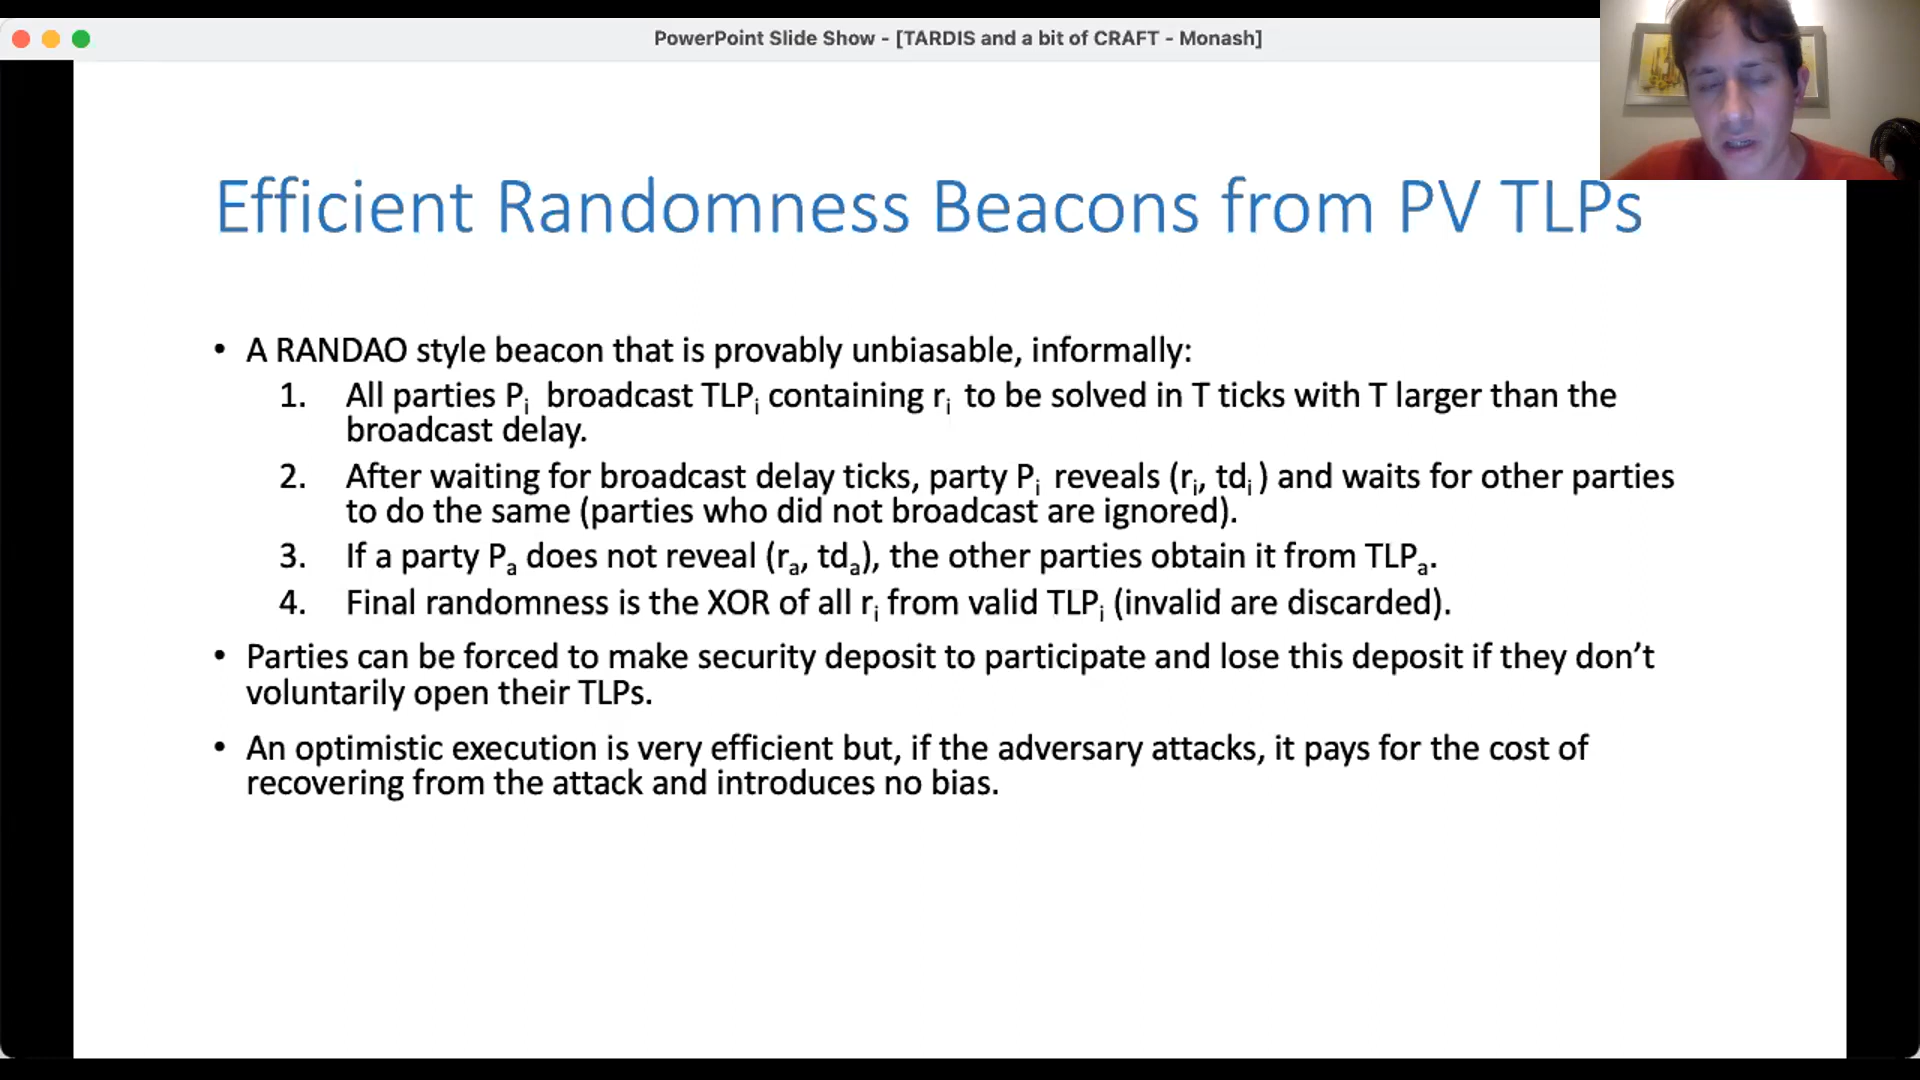 PowerPoint Slide Show - [TARDIS and a bit of CRAFT - Monash]
Efficient Randomness Beacons from PV TLPs
• A RANDAO style beacon that is provably unbiasable, informally:
1. All parties Pi broadcast TLPi containing ri to be solved in T ticks with T larger than the
broadcast delay.
2. After waiting for broadcast delay ticks, party Pi reveals (ri, tdi) and waits for other parties
to do the same (parties who did not broadcast are ignored).
3. If a party Pa does not reveal (ra, tda), the other parties obtain it from TLPa.
4. Final randomness is the XOR of all ri from valid TLPi (invalid are discarded).
• Parties can be forced to make security deposit to participate and lose this deposit if they don’t
voluntarily open their TLPs.
• An optimistic execution is very efficient but, if the adversary attacks, it pays for the cost of
recovering from the attack and introduces no bias.